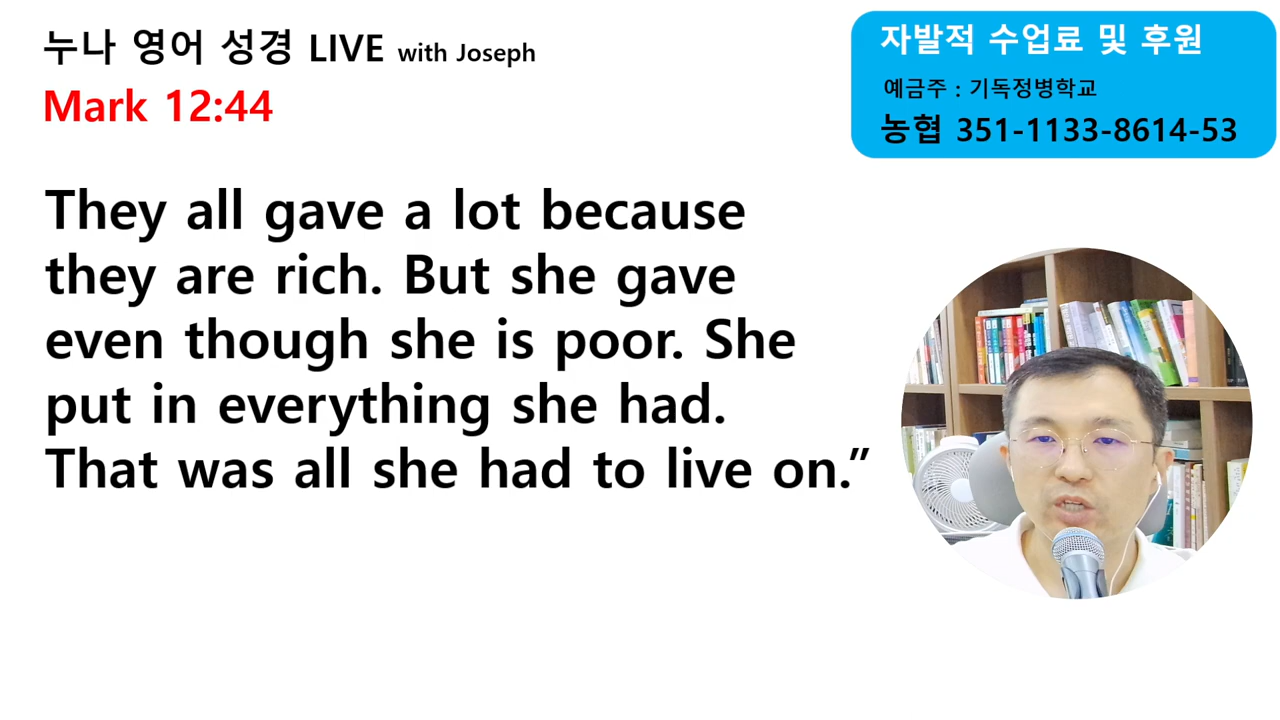 누나 영어 성경 LIVE with Joseph
Mark 12:44
자발적 수업료 및 후원
예금주 : 기독정병학교
농협 351-1133-8614-53
They all gave a lot because
they are rich. But she gave
even though she is poor. She
put in everything she had.
That was all she had to live on.”